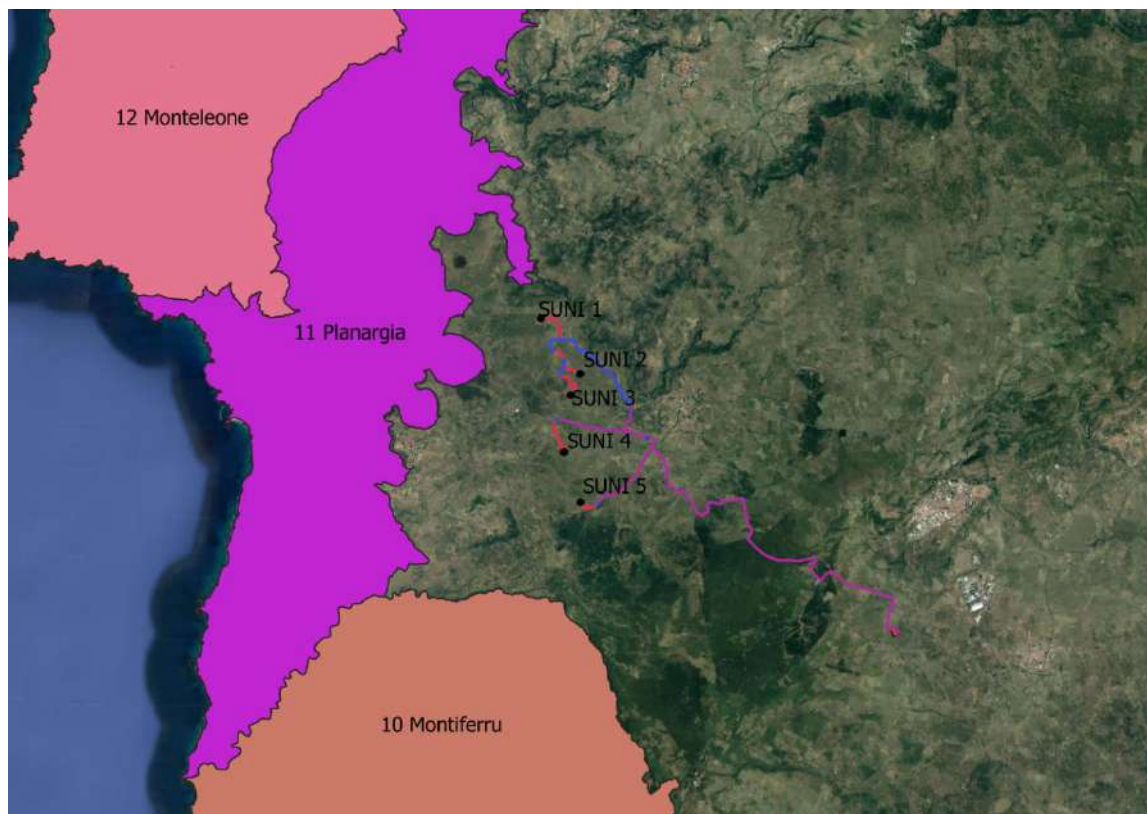 12 Monteleone
11 Planargia
SUNI 1
SUNI 2
SUNI 3
SUNI 4
SUNI 5
10 Montiferru